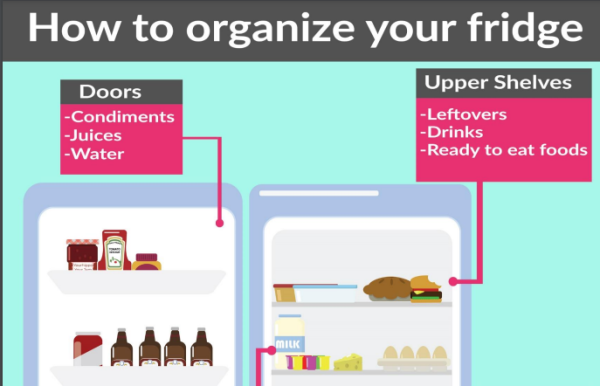 How to organize your fridge
Doors
-Condiments
-Juices
-Water
Upper Shelves
-Leftovers
-Drinks
-Ready to eat foods
MILK